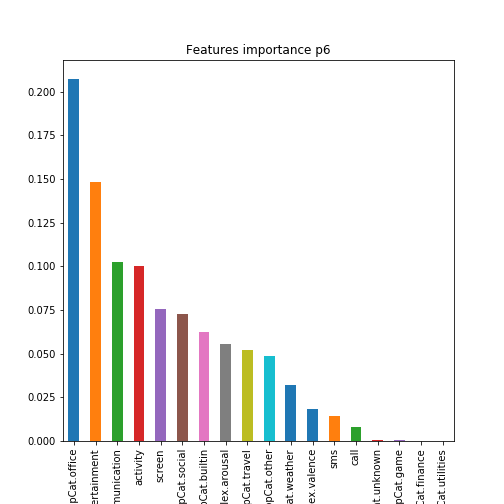 Features importance p6
0.200
0.175
0.150
0.125
0.100
0.075
0.050
0.025
0.000
pCat.office
ertainment
munication
activity
screen
pCat.social
pCat.builtin
lex.arousal
pCat.travel
pCat.other
at.weather
ex.valence
sms
call
t.unknown
pCat.game
Cat.finance
Cat.utilities